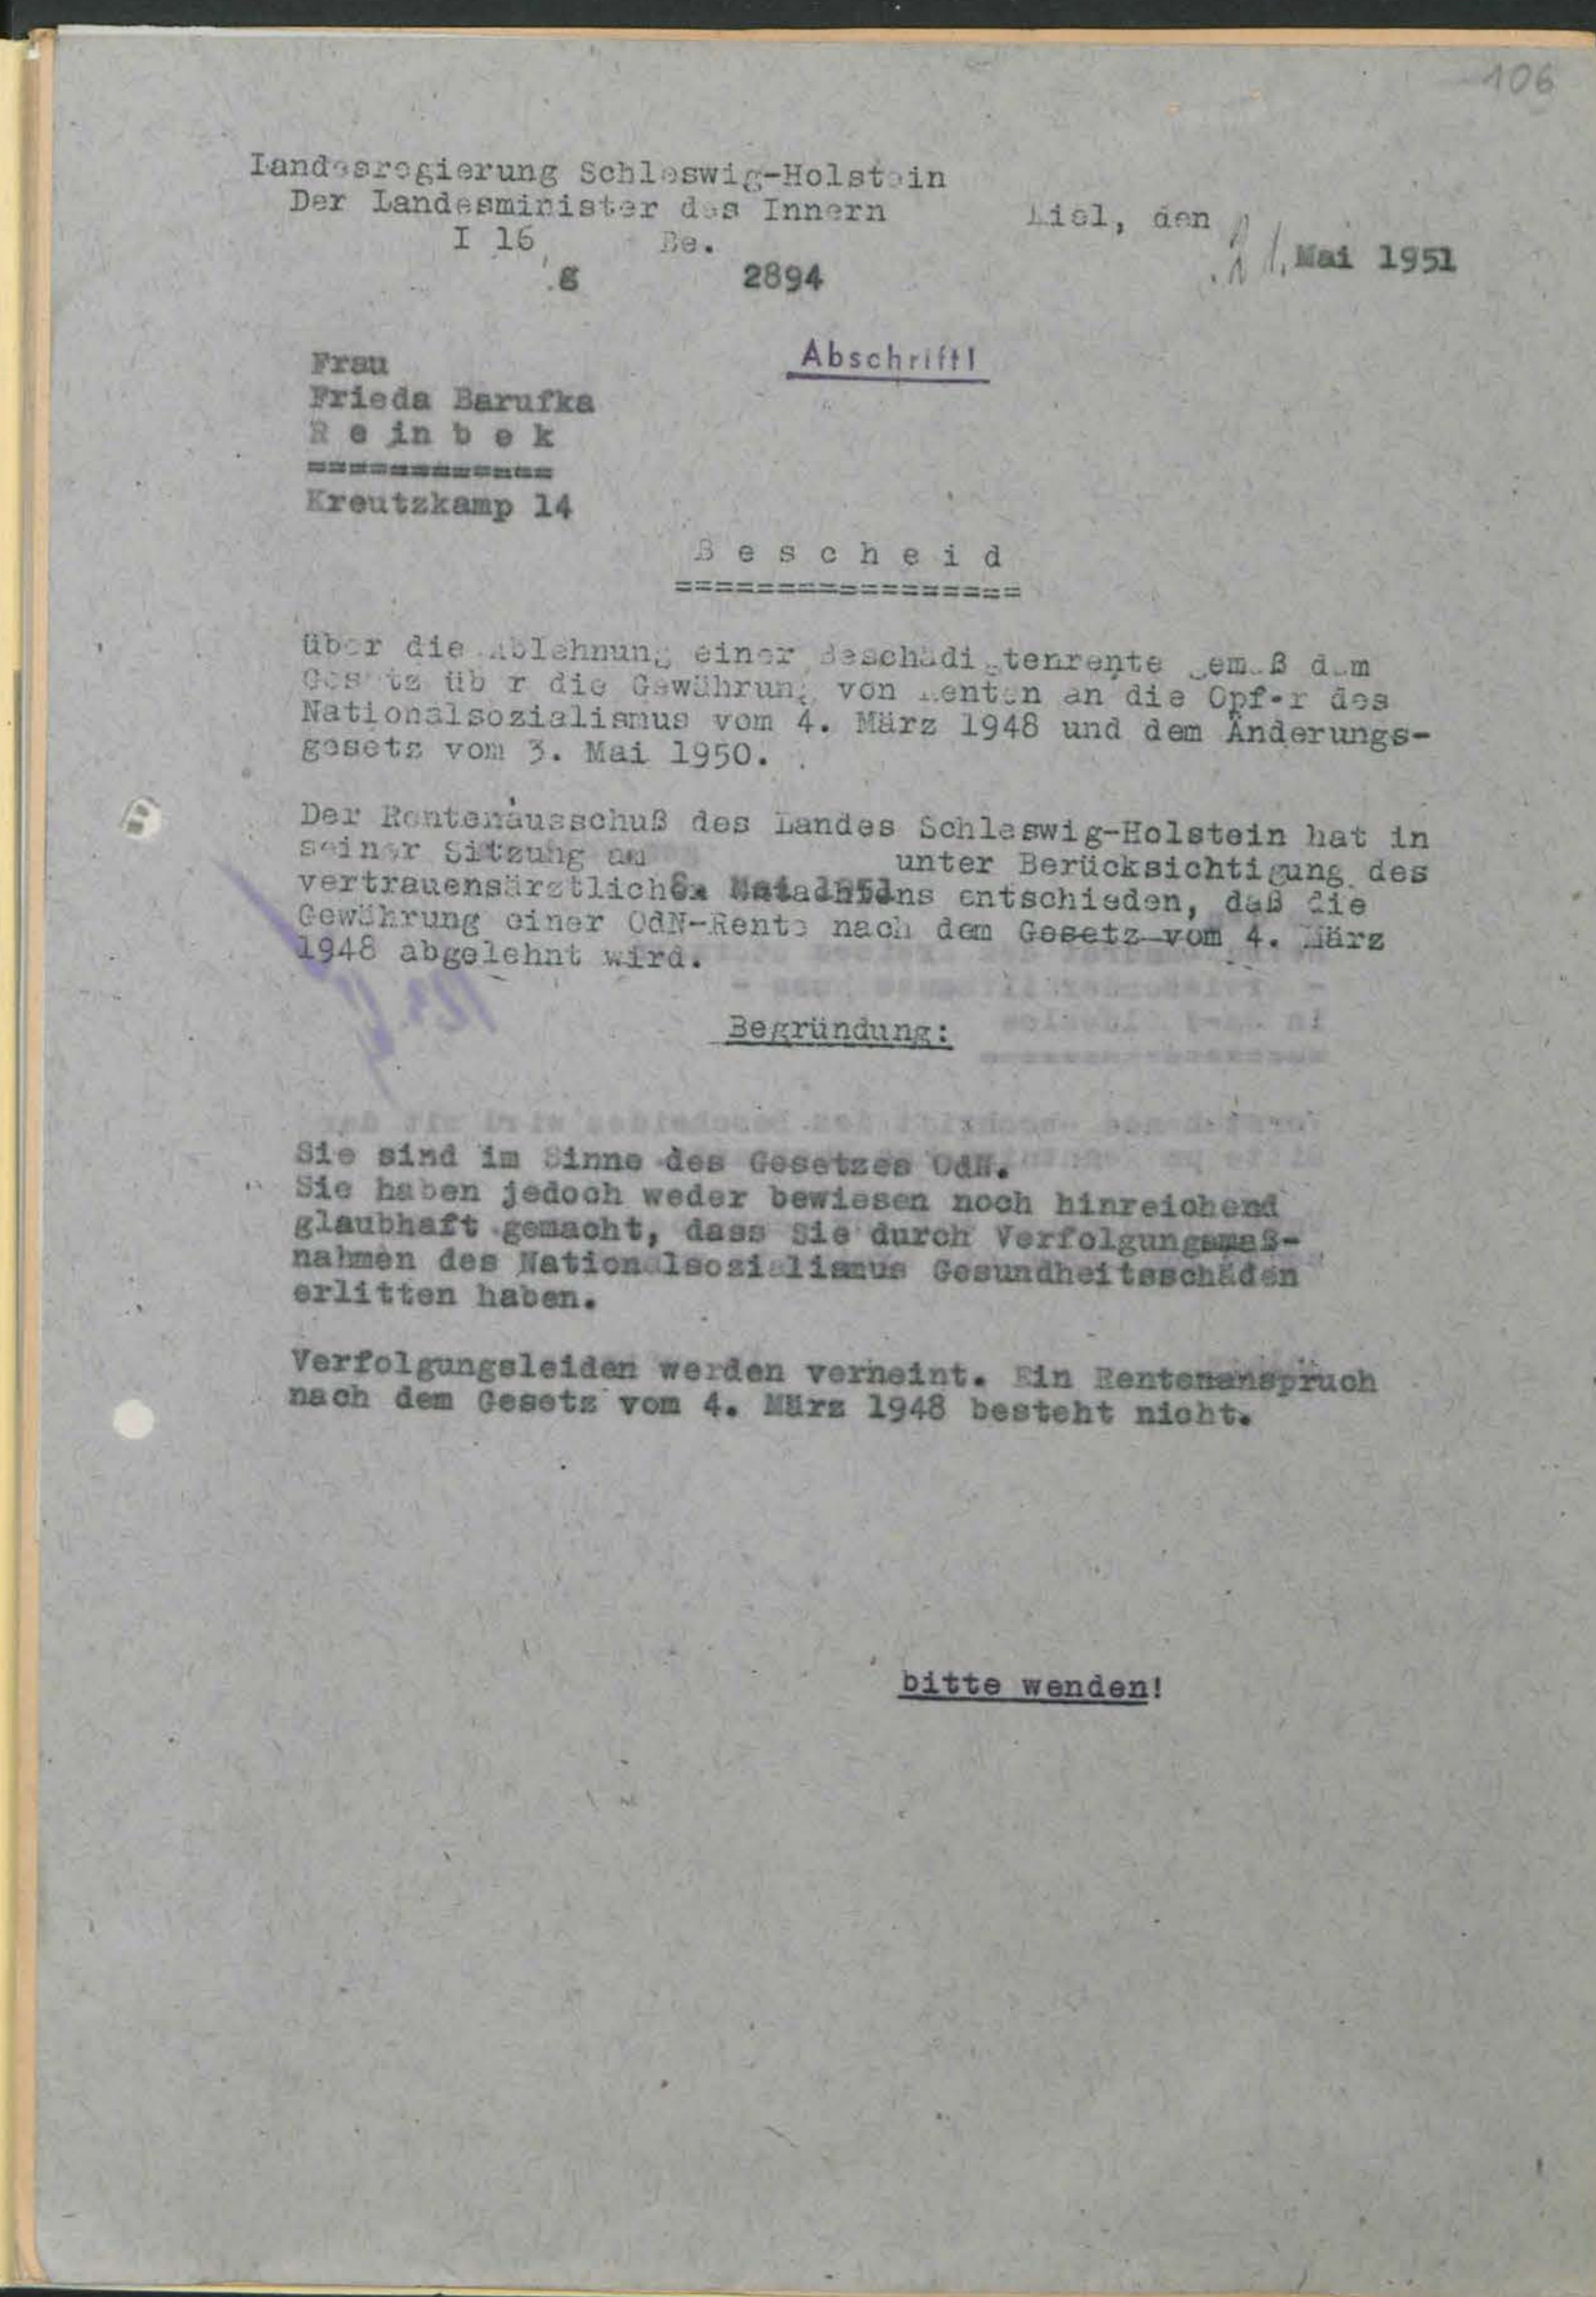 106
Landesregierung Schleswig-Holstein
Der Landesminister des Innern
Kiel, den
I 16 Be.
11. Mai 1951
g 2894
Abschrift!
Frau
Frieda Barufka
R e i n b e k
=============
Kreutzkamp 14
B e s c h e i d
=================
über die Ablehnung einer Beschädigtenrente gemäß dem
Gesetz über die Gewährung von Renten an die Opfer des
Nationalsozialismus vom 4. März 1948 und dem Änderungs-
gesetz vom 3. Mai 1950.
Der Rentenausschuß des Landes Schleswig-Holstein hat in
seiner Sitzung am unter Berücksichtigung des
vertrauensärztlich entschieden, daß die
Gewährung einer OdN-Rente nach dem Gesetz vom 4. März
1948 abgelehnt wird.
Begründung:
Sie sind im Sinne des Gesetzes OdN.
Sie haben jedoch weder bewiesen noch hinreichend
glaubhaft gemacht, dass Sie durch Verfolgungsmaß-
nahmen des Nationalsozialismus Gesundheitsschäden
erlitten haben.
Verfolgungsleiden werden verneint. Ein Rentenanspruch
nach dem Gesetz vom 4. März 1948 besteht nicht.
bitte wenden!